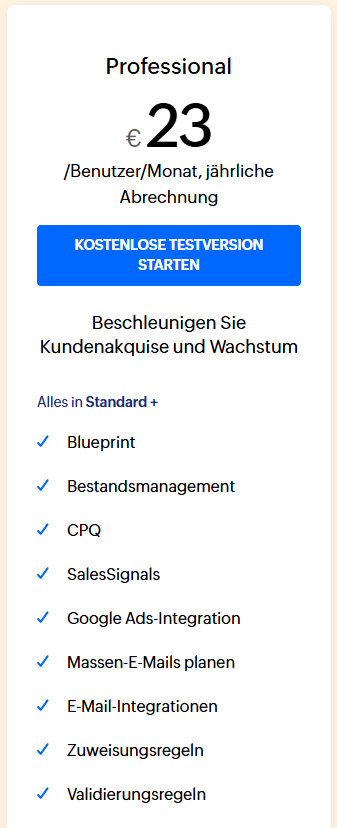 Professional
€ 23
/Benutzer/Monat, jährliche
Abrechnung
KOSTENLOSE TESTVERSION
STARTEN
Beschleunigen Sie
Kundenakquise und Wachstum
Alles in Standard +
Blueprint
Bestandsmanagement
CPQ
SalesSignals
Google Ads-Integration
Massen-E-Mails planen
E-Mail-Integrationen
Zuweisungsregeln
Validierungsregeln